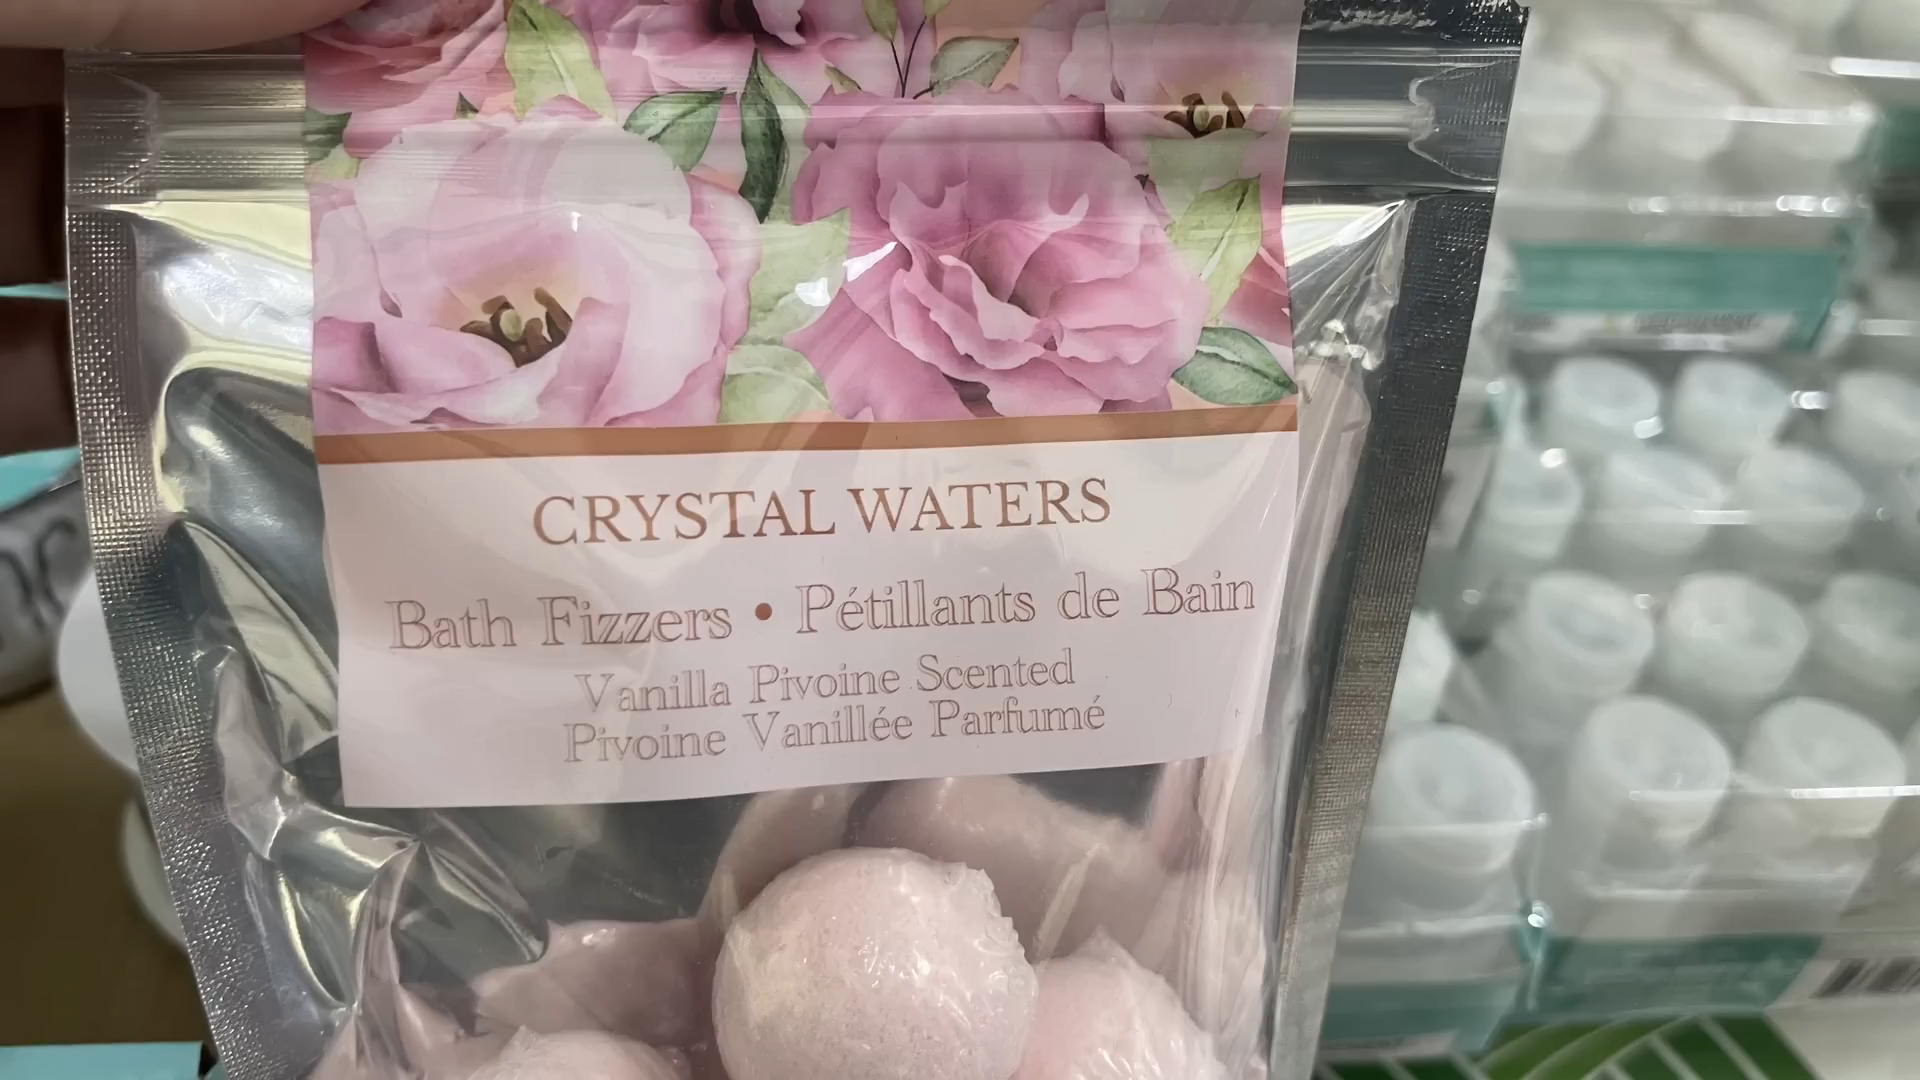 CRYSTAL WATERS
Bath Fizzers • Pétillants de Bain
Vanilla Pivoine Scented
Pivoine Vanillée Parfumé